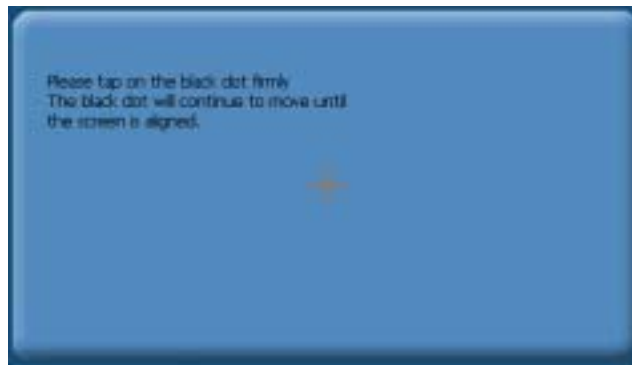 Please tap on the black dot firmly
The black dot will continue to move until
the screen is aligned.